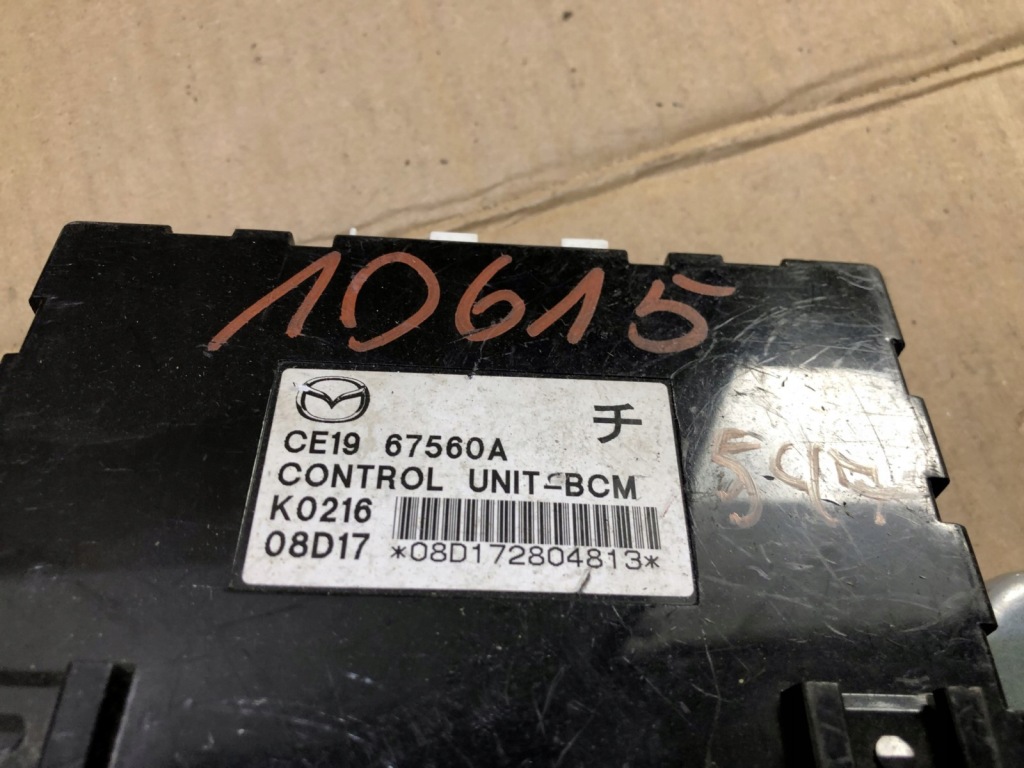 10615
チ
CE19 67560A
CONTROL UNIT-BCM
K0216
08D17 *08D172804813*